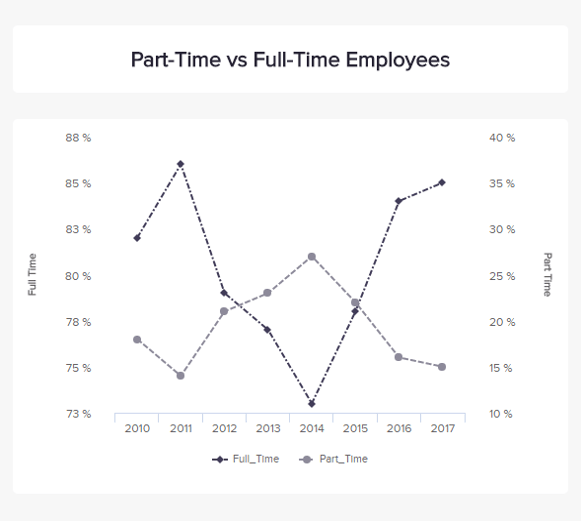 Part-Time vs Full-Time Employees
88 % 40 %
85 % 35 %
83 % 30 %
80 % 25 %
78 % 20 %
75 % 15 %
73 % 10 %
Full Time
Part Time
2010 2011 2012 2013 2014 2015 2016 2017
Full_Time Part_Time